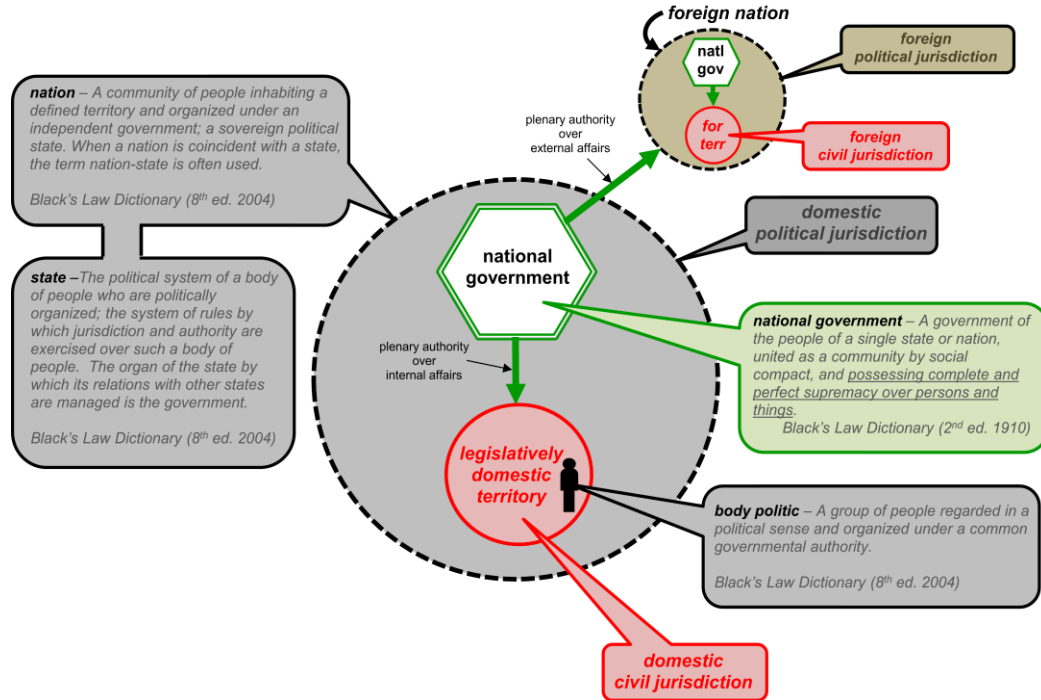 foreign nation
natl
gov
for
terr
foreign
political jurisdiction
foreign
civil jurisdiction
nation – A community of people inhabiting a
defined territory and organized under an
independent government; a sovereign political
state. When a nation is coincident with a state,
the term nation-state is often used.
Black's Law Dictionary (8th ed. 2004)
plenary authority
over
external affairs
domestic
political jurisdiction
national
government
state –The political system of a body
of people who are politically
organized; the system of rules by
which jurisdiction and authority are
exercised over such a body of
people. The organ of the state by
which its relations with other states
are managed is the government.
Black's Law Dictionary (8th ed. 2004)
plenary authority
over
internal affairs
national government – A government of
the people of a single state or nation,
united as a community by social
compact, and possessing complete and
perfect supremacy over persons and
things.
Black's Law Dictionary (2nd ed. 1910)
legislatively
domestic
territory
body politic – A group of people regarded in a
political sense and organized under a common
governmental authority.
Black's Law Dictionary (8th ed. 2004)
domestic
civil jurisdiction